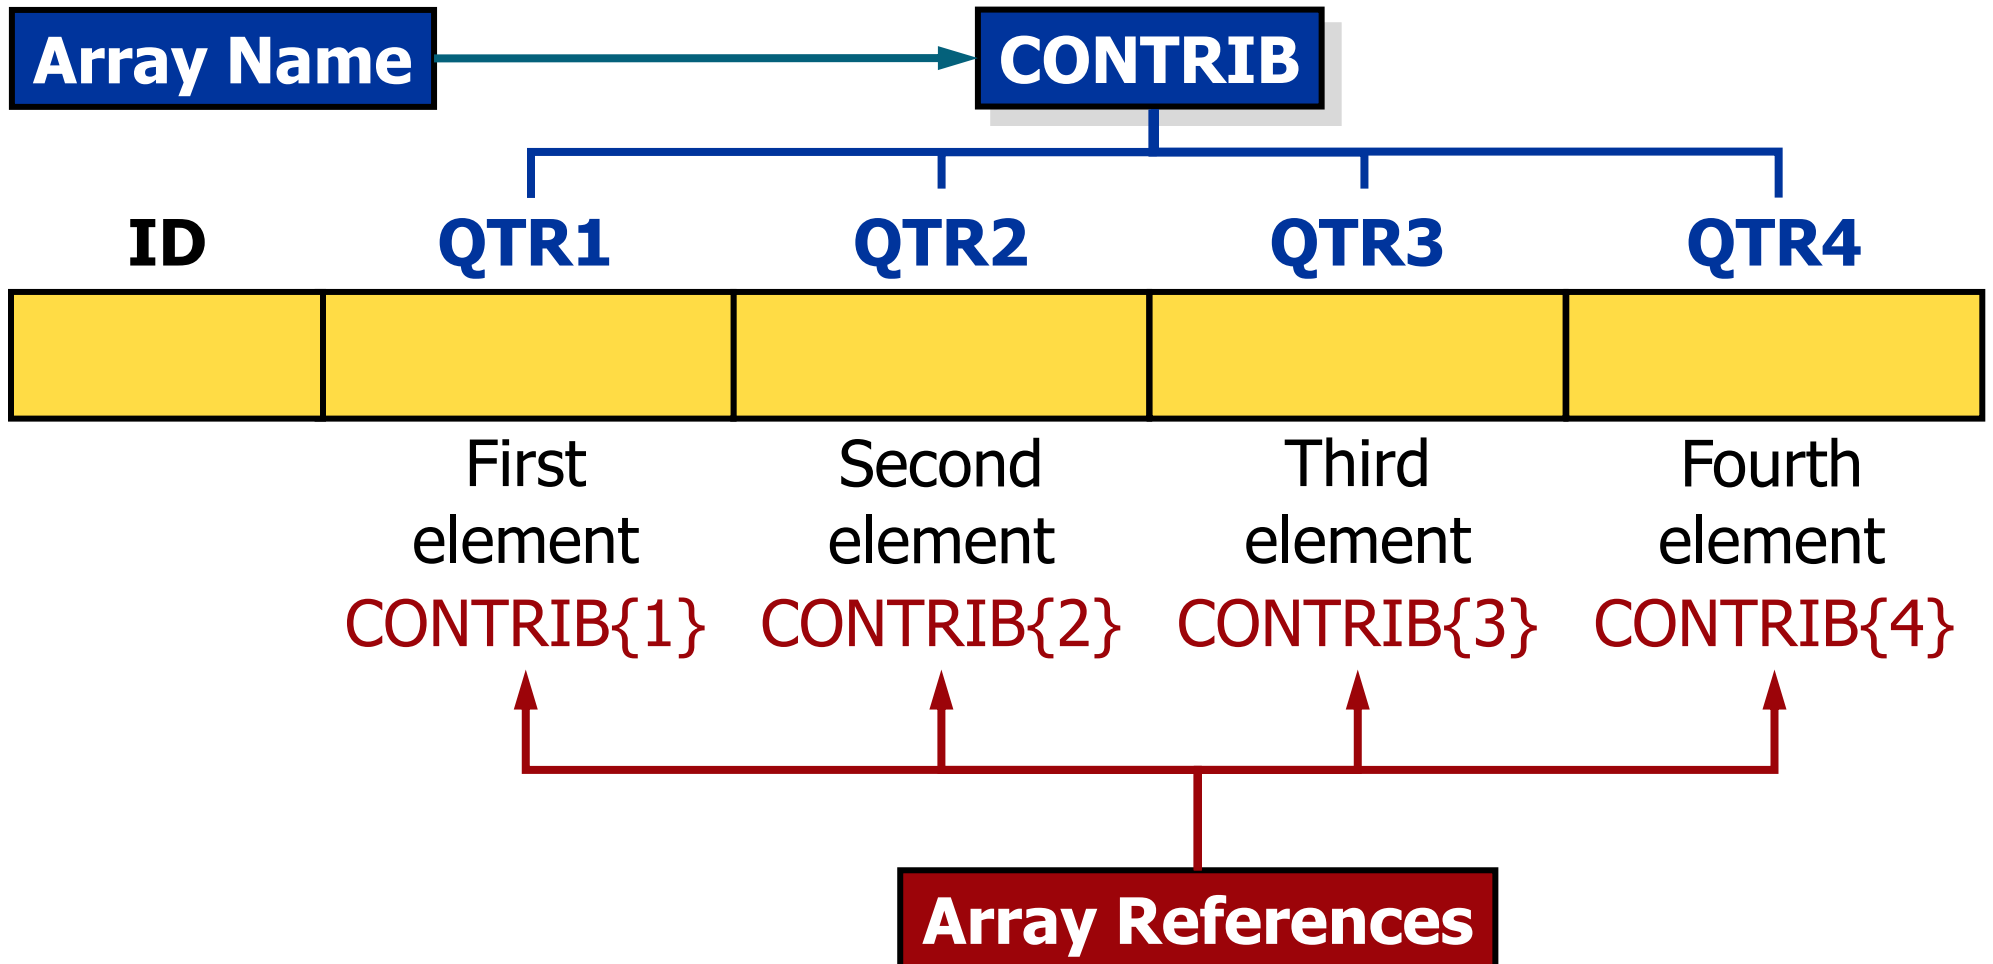 Array Name
CONTRIB
ID QTR1 QTR2 QTR3 QTR4
First Second Third Fourth
element element element element
CONTRIB{1} CONTRIB{2} CONTRIB{3} CONTRIB{4}
Array References